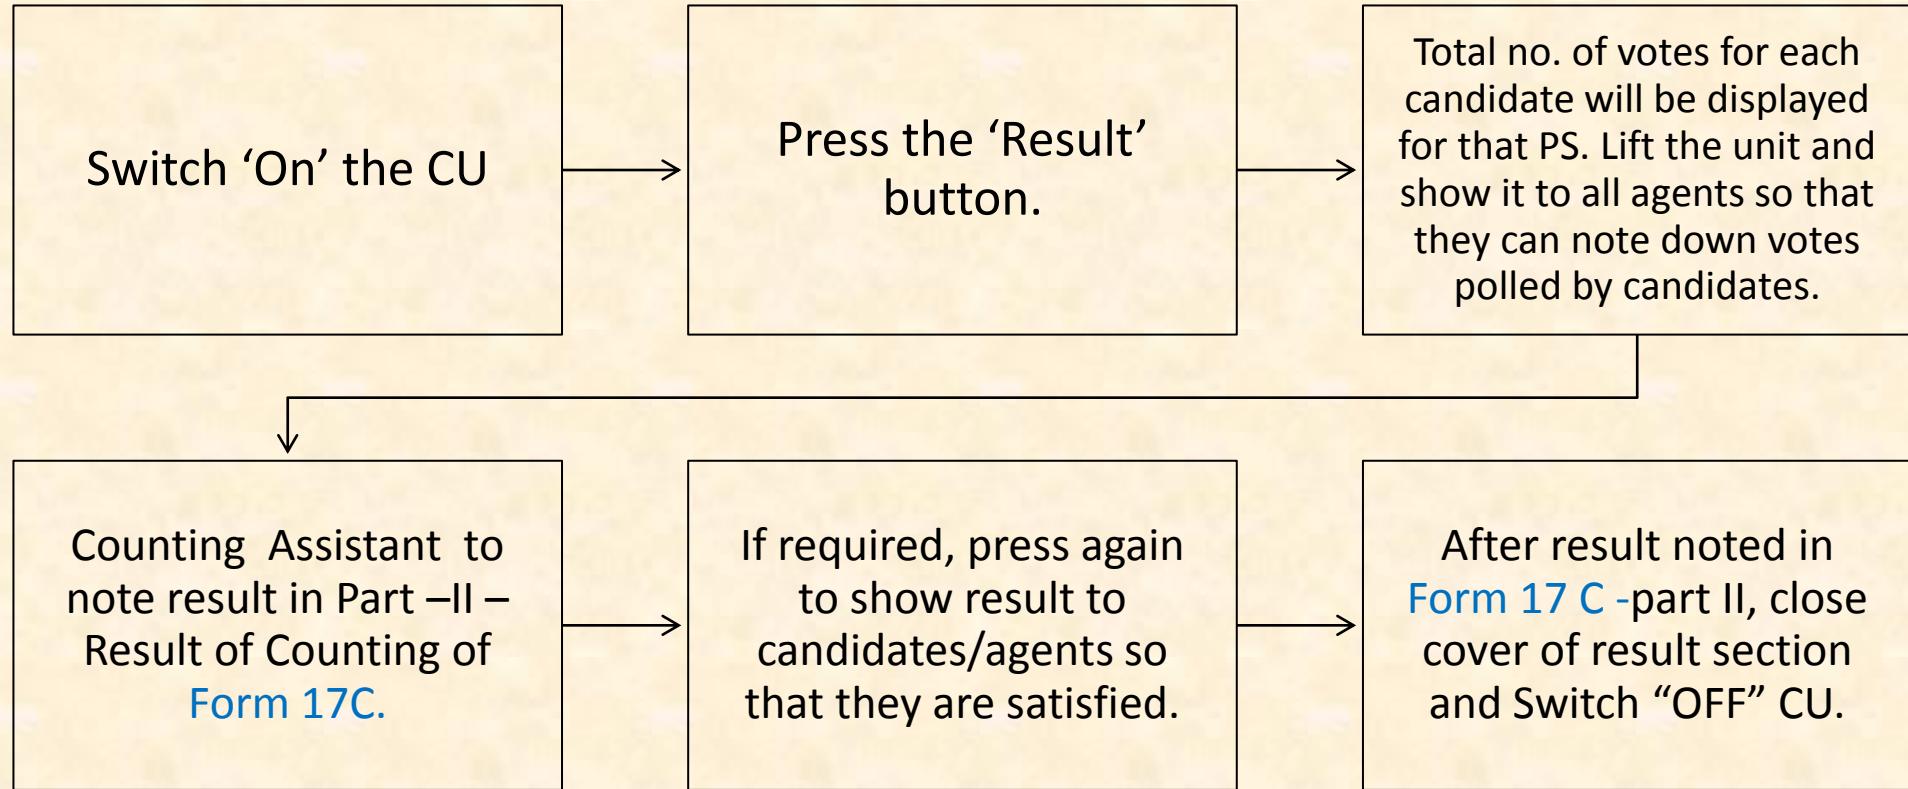 Switch ‘On’ the CU
Press the ‘Result’
button.
Total no. of votes for each
candidate will be displayed
for that PS. Lift the unit and
show it to all agents so that
they can note down votes
polled by candidates.
Counting Assistant to
note result in Part –II –
Result of Counting of
Form 17C.
If required, press again
to show result to
candidates/agents so
that they are satisfied.
After result noted in
Form 17 C -part II, close
cover of result section
and Switch “OFF” CU.